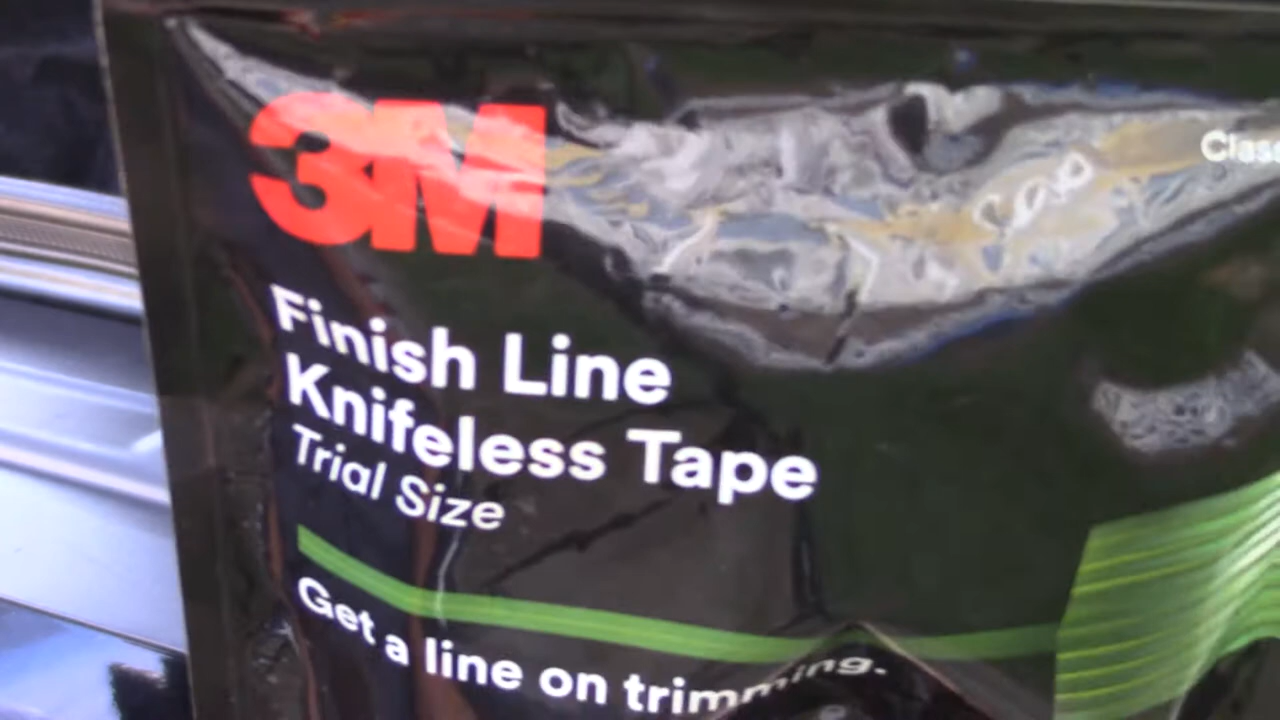 3M
Finish Line
Knifeless Tape
Trial Size
Get a line on trimming.